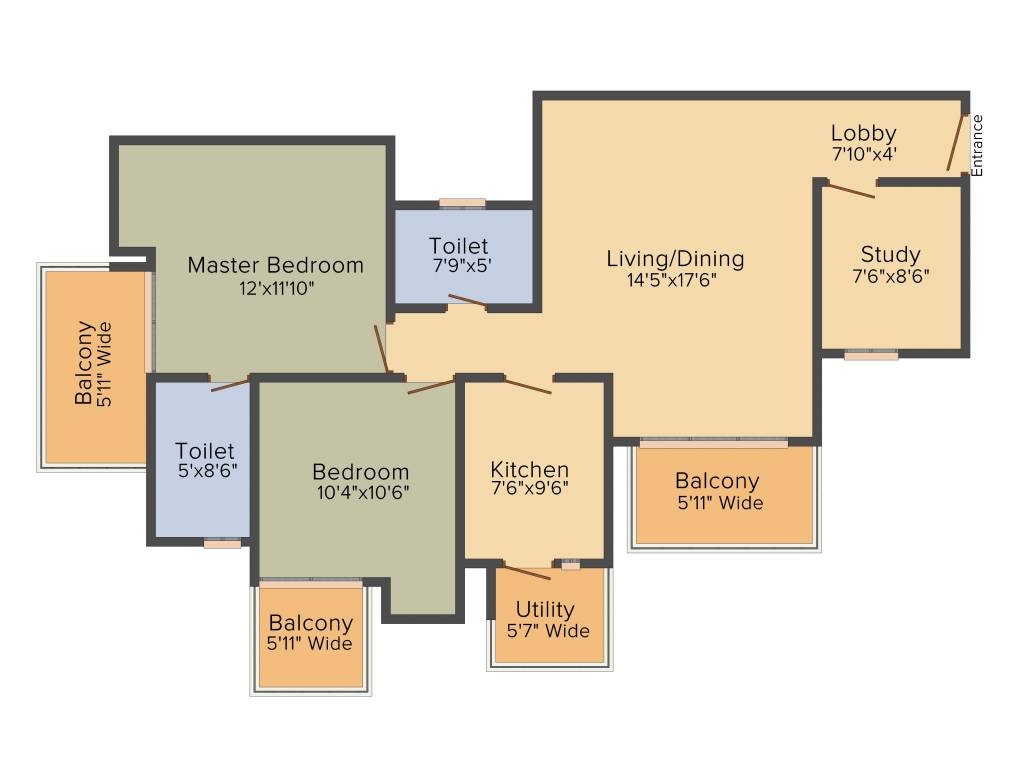 Lobby
7'10"x4'
Entrance
Master Bedroom
12'x11'10"
Toilet
7'9"x5'
Living/Dining
14'5"x17'6"
Study
7'6"x8'6"
Balcony
5'11" Wide
Toilet
5'x8'6"
Bedroom
10'4"x10'6"
Kitchen
7'6"x9'6"
Balcony
5'11" Wide
Balcony
5'11" Wide
Utility
5'7" Wide